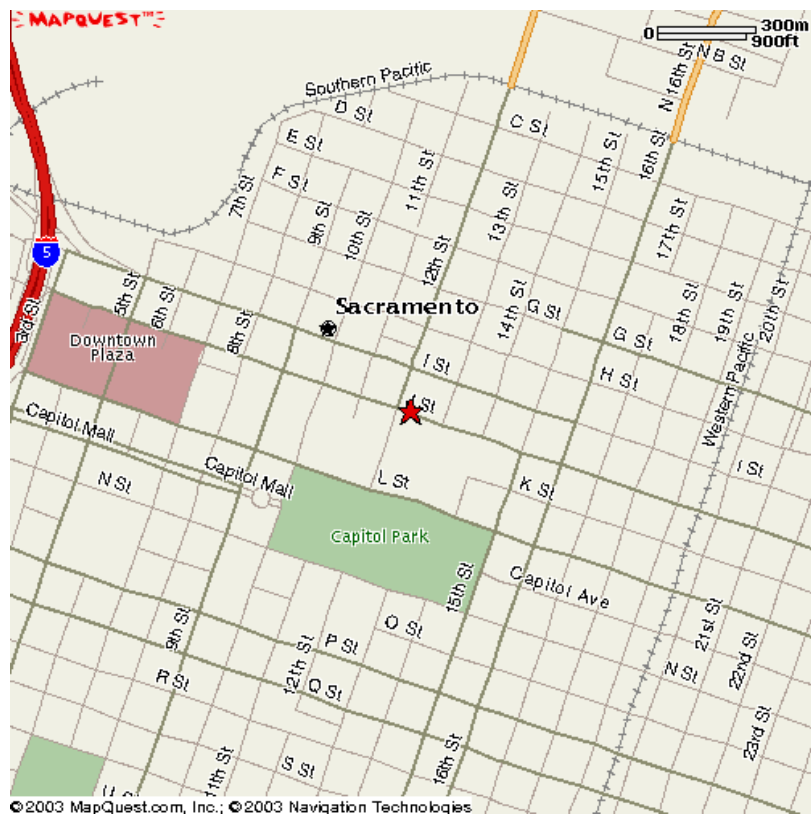 MAPQUEST™
0 300m
900ft
N B St
N 16th St
Southern Pacific
D St
C St
E St
F St
7th St
9th St
10th St
11th St
12th St
13th St
15th St
16th St
17th St
5
3rd St
5th St
6th St
8th St
Sacramento
14th St
G St
G St
18th St
19th St
20th St
Downtown
Plaza
I St
H St
J St
Western Pacific
Capitol Mall
Capitol Mall
L St
K St
I St
N St
Capitol Park
15th St
Capitol Ave
9th St
O St
P St
12th St
Q St
R St
21st St
22nd St
N St
23rd St
S St
11th St
16th St
U St
©2003 MapQuest.com, Inc.; ©2003 Navigation Technologies